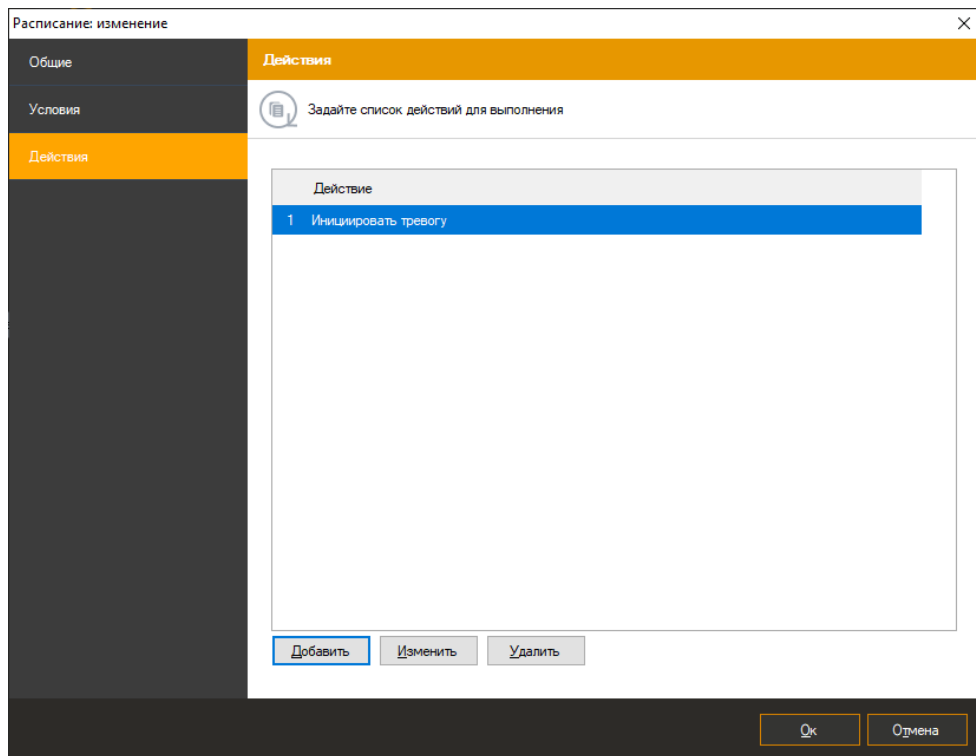 Расписание: изменение
Общие
Условия
Действия
Действия
Задайте список действий для выполнения
Действие
1 Инициировать тревогу
Добавить Изменить Удалить
Ок Отмена